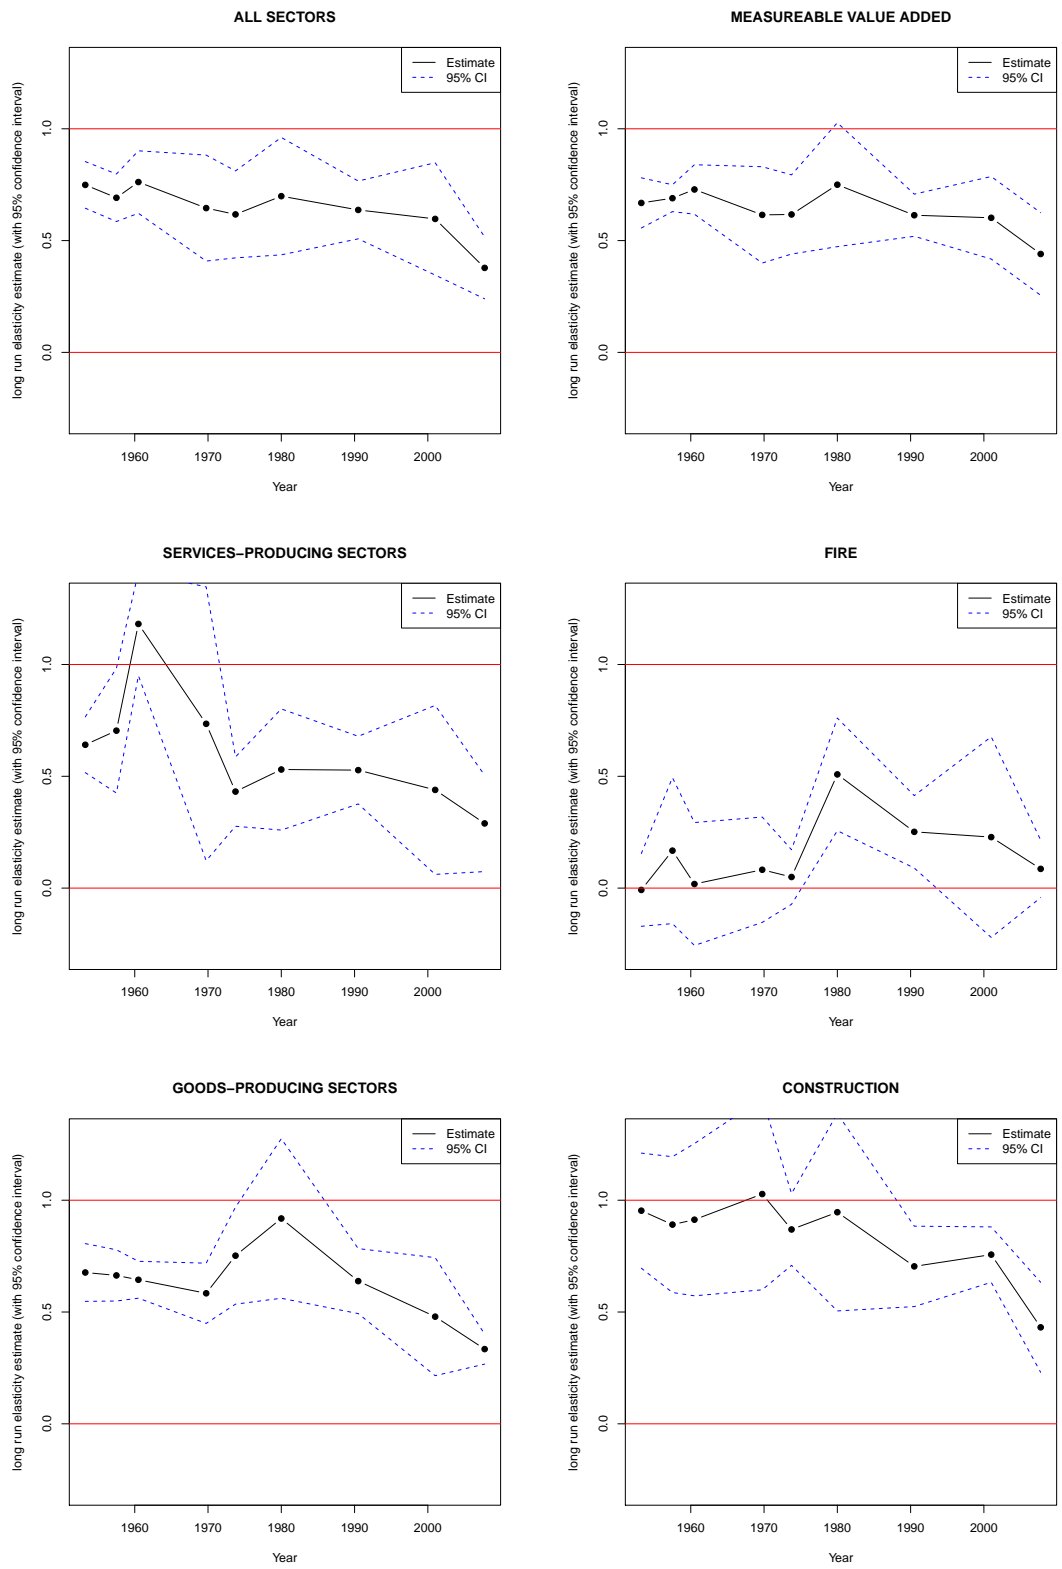 ALL SECTORS
long run elasticity estimate (with 95% confidence interval)
1.0
0.5
0.0
Estimate
95% CI
1960 1970 1980 1990 2000
Year
MEASUREABLE VALUE ADDED
long run elasticity estimate (with 95% confidence interval)
1.0
0.5
0.0
Estimate
95% CI
1960 1970 1980 1990 2000
Year
SERVICES−PRODUCING SECTORS
long run elasticity estimate (with 95% confidence interval)
1.0
0.5
0.0
Estimate
95% CI
1960 1970 1980 1990 2000
Year
FIRE
long run elasticity estimate (with 95% confidence interval)
1.0
0.5
0.0
Estimate
95% CI
1960 1970 1980 1990 2000
Year
GOODS−PRODUCING SECTORS
long run elasticity estimate (with 95% confidence interval)
1.0
0.5
0.0
Estimate
95% CI
1960 1970 1980 1990 2000
Year
CONSTRUCTION
long run elasticity estimate (with 95% confidence interval)
1.0
0.5
0.0
Estimate
95% CI
1960 1970 1980 1990 2000
Year